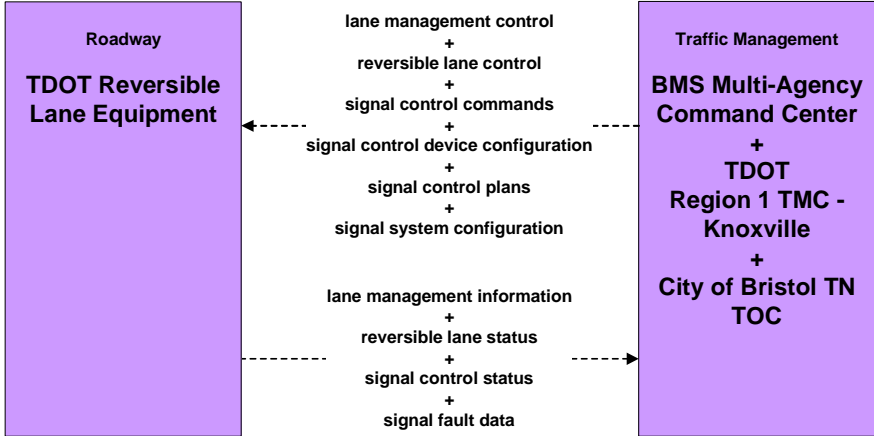 Roadway
TDOT Reversible
Lane Equipment
lane management control
+
reversible lane control
+
signal control commands
+
signal control device configuration
+
signal control plans
+
signal system configuration
lane management information
+
reversible lane status
+
signal control status
+
signal fault data
Traffic Management
BMS Multi-Agency
Command Center
+
TDOT
Region 1 TMC -
Knoxville
+
City of Bristol TN
TOC